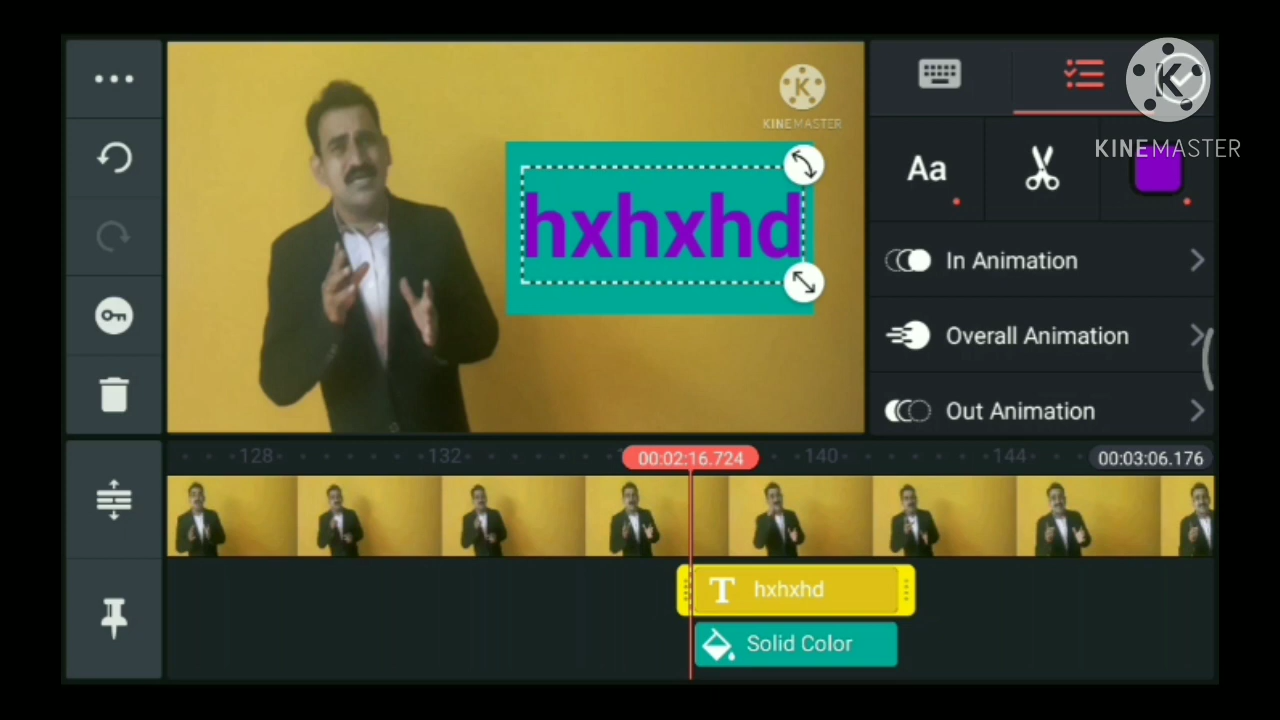 KINEMASTER
KINEMASTER
hxhxhd
Aa
In Animation
Overall Animation
Out Animation
128
132
00:02:16.724
140
144
00:03:06.176
T hxhxhd
Solid Color